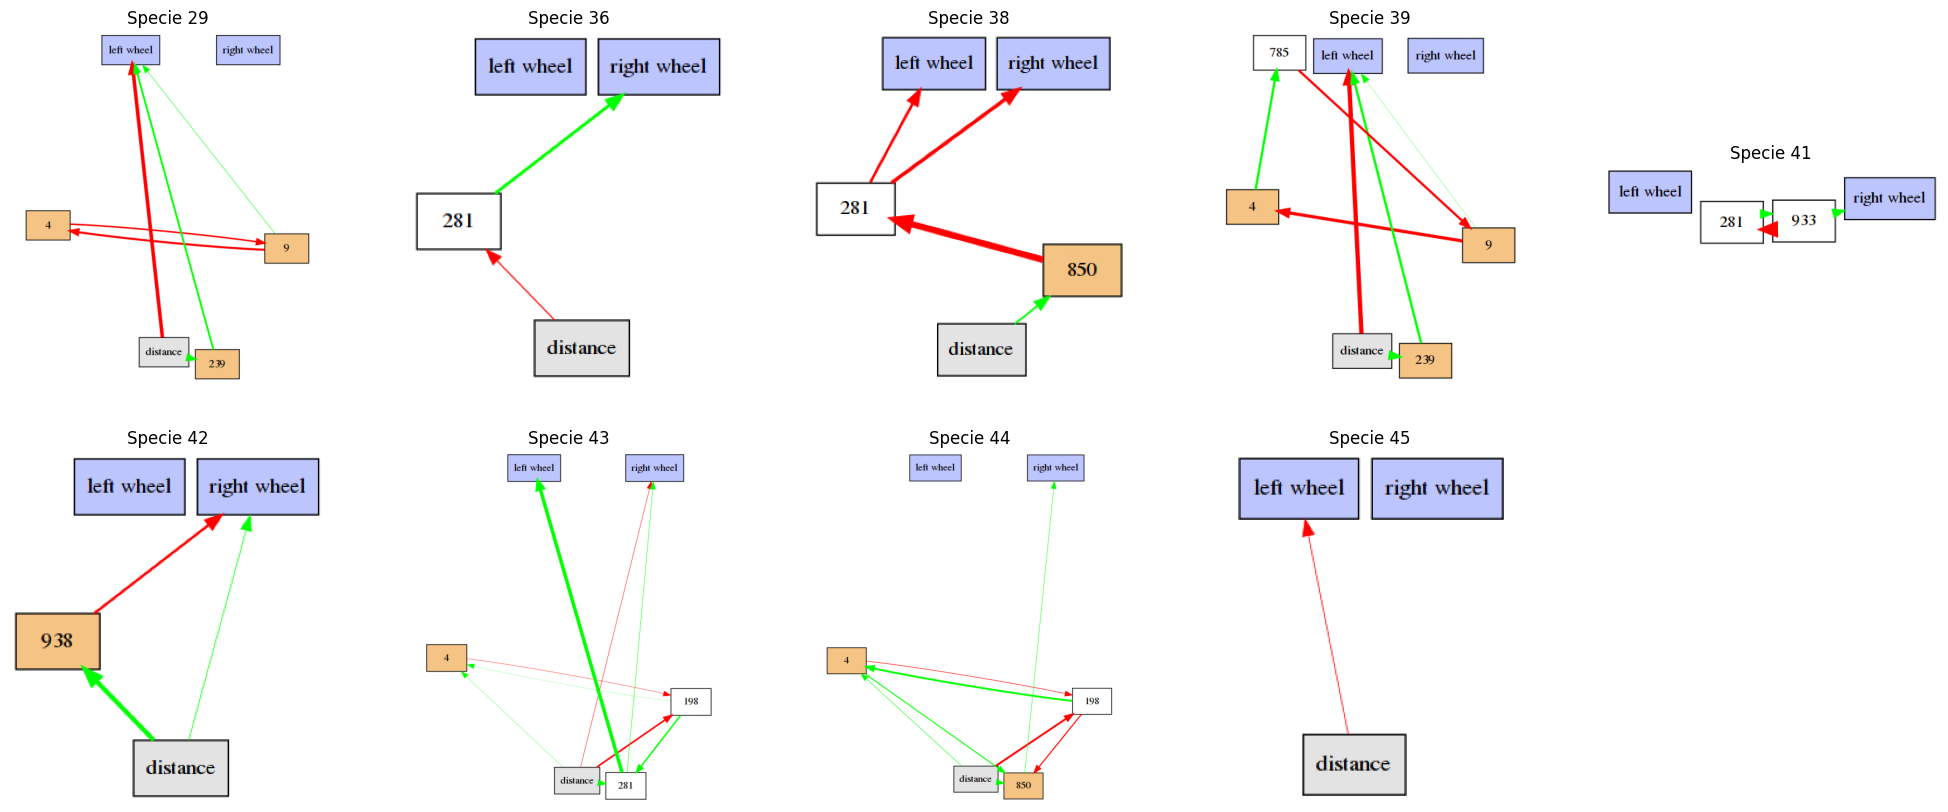 Specie 29
left wheel
right wheel
4
9
distance
239
Specie 36
left wheel
right wheel
281
distance
Specie 38
left wheel
right wheel
281
850
distance
Specie 39
785
left wheel
right wheel
4
9
distance
239
Specie 41
left wheel
right wheel
281
933
Specie 42
left wheel
right wheel
938
distance
Specie 43
left wheel
right wheel
4
198
distance
281
Specie 44
left wheel
right wheel
4
198
distance
850
Specie 45
left wheel
right wheel
distance